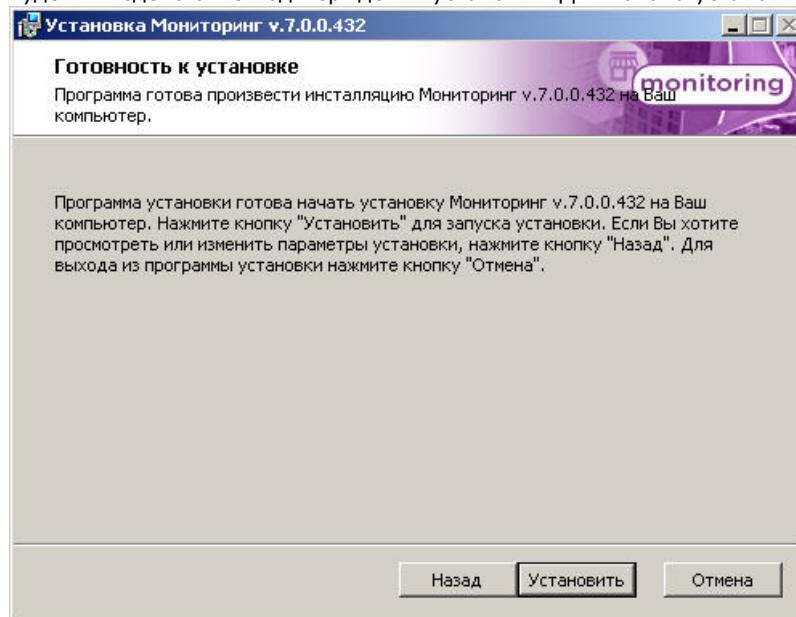 Установка Мониторинг v.7.0.0.432
Готовность к установке
monitoring
Программа готова произвести инсталляцию Мониторинг v.7.0.0.432 на Ваш
компьютер.
Программа установки готова начать установку Мониторинг v.7.0.0.432 на Ваш
компьютер. Нажмите кнопку "Установить" для запуска установки. Если Вы хотите
просмотреть или изменить параметры установки, нажмите кнопку "Назад". Для
выхода из программы установки нажмите кнопку "Отмена".
Назад Установить Отмена